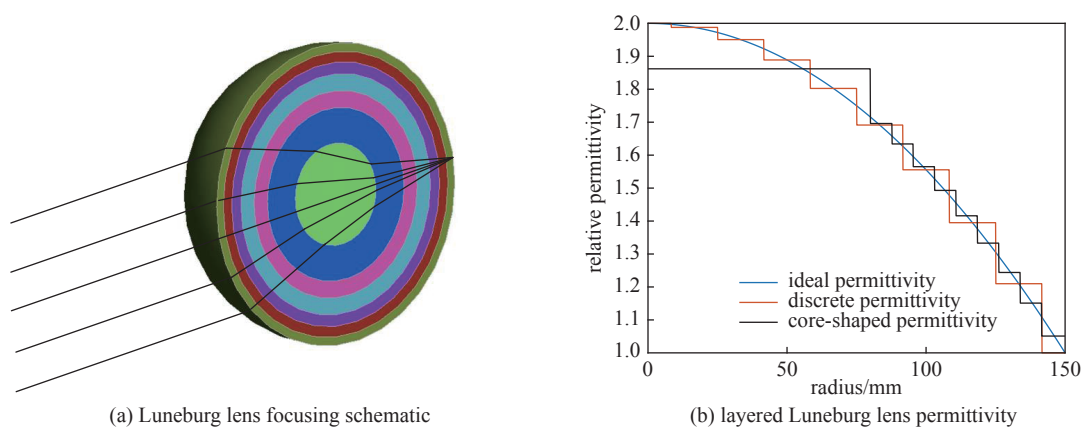 2.0
1.9
1.8
1.7
1.6
1.5
1.4
1.3
1.2
1.1
1.0
relative permittivity
ideal permittivity
discrete permittivity
core-shaped permittivity
0 50 100 150
radius/mm
(a) Luneburg lens focusing schematic
(b) layered Luneburg lens permittivity